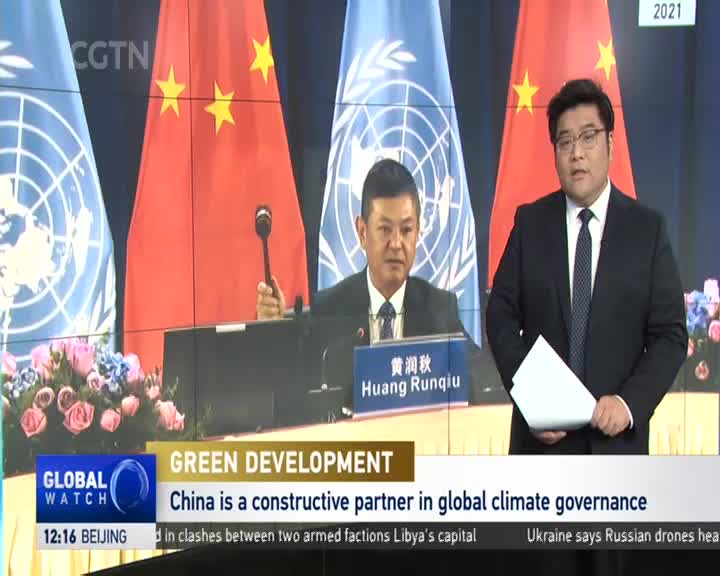 CGTN
2021
黄润秋
Huang Runqiu
GREEN DEVELOPMENT
GLOBAL
WATCH
China is a constructive partner in global climate governance
12:16 BEIJING
in clashes between two armed factions Libya's capital
Ukraine says Russian drones